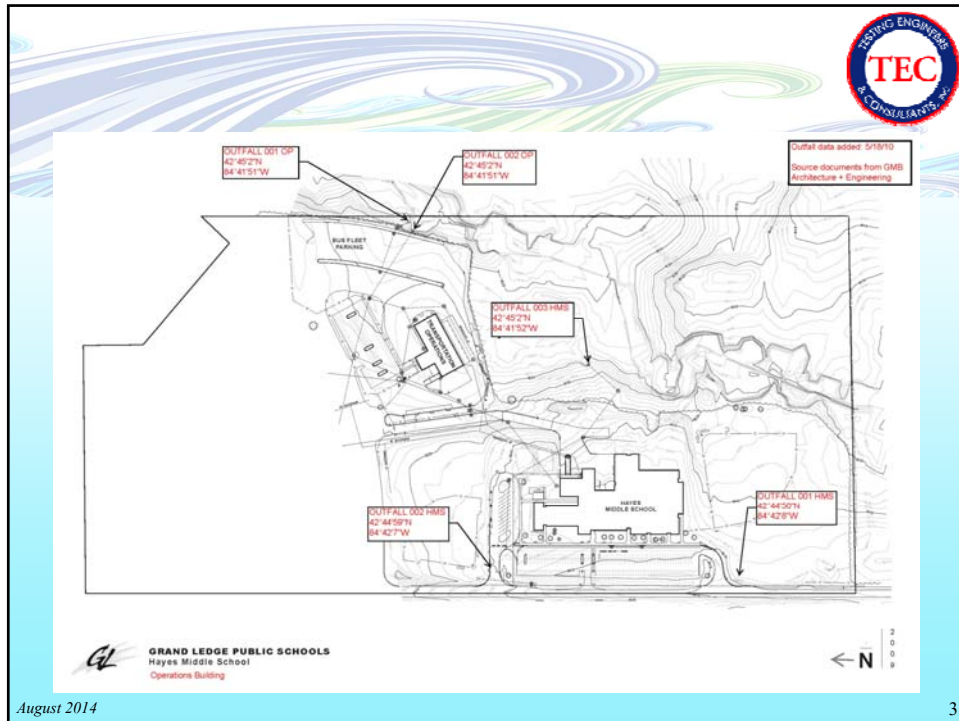 TESTING ENGINEERS
TEC
& CONSULTANTS, INC
OUTFALL 001 OP
42°45'2"N
84°41'51"W
OUTFALL 002 OP
42°45'2"N
84°41'51"W
Outfall data added: 5/18/10
Source documents from GMB
Architecture + Engineering
BUS FLEET
PARKING
OUTFALL 003 HMS
42°45'2"N
84°41'52"W
TRANSPORTATION
OPERATIONS
HAYES
MIDDLE SCHOOL
OUTFALL 002 HMS
42°44'59"N
84°42'7"W
OUTFALL 001 HMS
42°44'50"N
84°42'8"W
GL
GRAND LEDGE PUBLIC SCHOOLS
Hayes Middle School
Operations Building
N
2009
August 2014
3